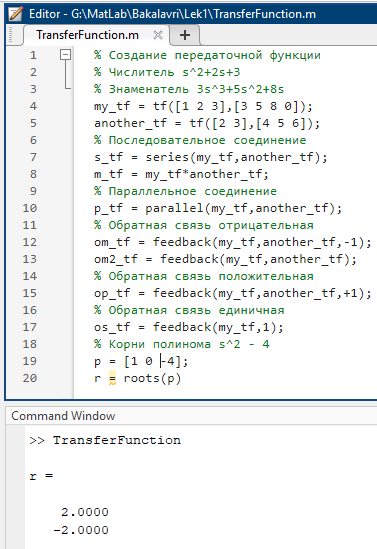 Editor - G:\MatLab\Bakalavri\Lek1\TransferFunction.m
TransferFunction.m × +
1 % Создание передаточной функции
2 % Числитель s^2+2s+3
3 % Знаменатель 3s^3+5s^2+8s
4 my_tf = tf([1 2 3],[3 5 8 0]);
5 another_tf = tf([2 3],[4 5 6]);
6 % Последовательное соединение
7 s_tf = series(my_tf,another_tf);
8 m_tf = my_tf*another_tf;
9 % Параллельное соединение
10 p_tf = parallel(my_tf,another_tf);
11 % Обратная связь отрицательная
12 om_tf = feedback(my_tf,another_tf,-1);
13 om2_tf = feedback(my_tf,another_tf);
14 % Обратная связь положительная
15 op_tf = feedback(my_tf,another_tf,+1);
16 % Обратная связь единичная
17 os_tf = feedback(my_tf,1);
18 % Корни полинома s^2 - 4
19 p = [1 0 -4];
20 r = roots(p)
Command Window
>> TransferFunction
r =
2.0000
-2.0000